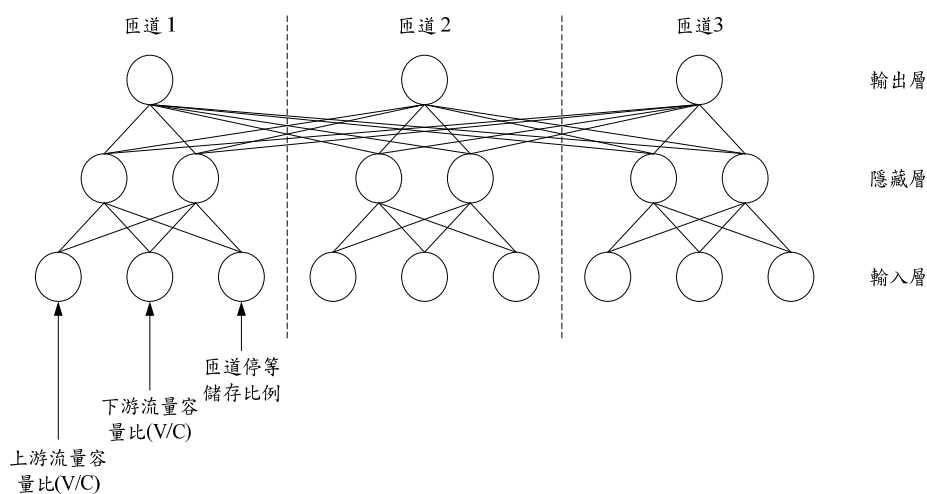 匝道 1
匝道 2
匝道3
輸出層
隱藏層
輸入層
匝道停等
儲存比例
下游流量容
量比(V/C)
上游流量容
量比(V/C)